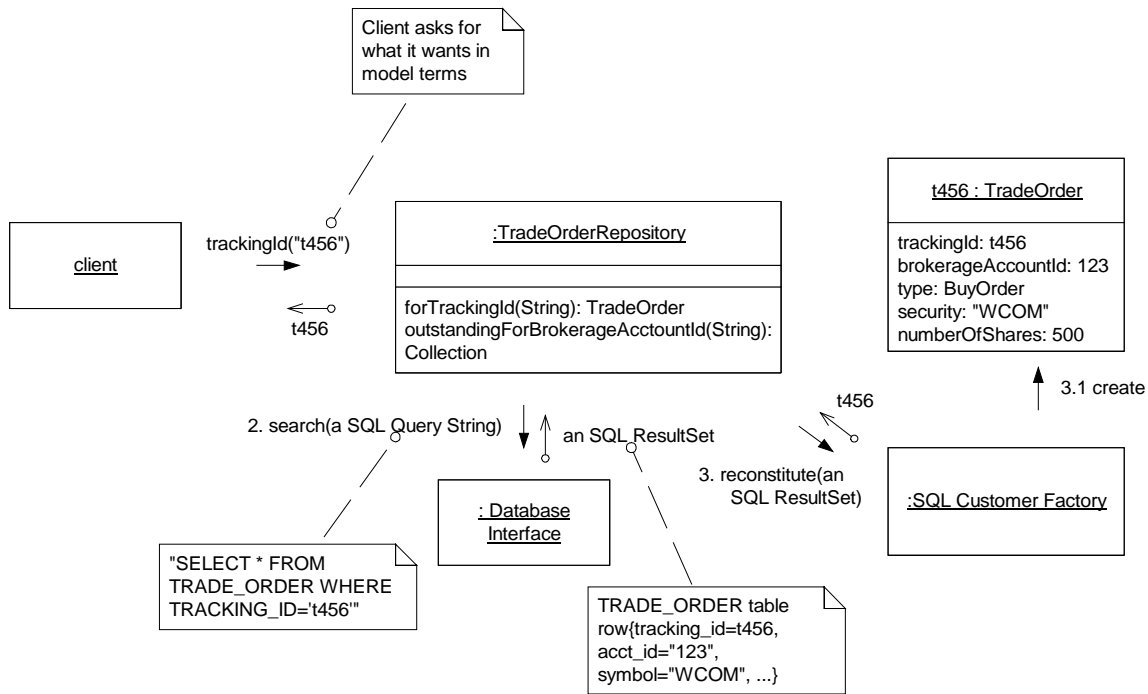 Client asks for
what it wants in
model terms
t456 : TradeOrder
trackingId: t456
brokerageAccountId: 123
type: BuyOrder
security: "WCOM"
numberOfShares: 500
:TradeOrderRepository
trackingId("t456")
client
t456
forTrackingId(String): TradeOrder
outstandingForBrokerageAcctountId(String):
Collection
3.1 create
t456
2. search(a SQL Query String)
an SQL ResultSet
3. reconstitute(an
SQL ResultSet)
:SQL Customer Factory
: Database
Interface
"SELECT * FROM
TRADE_ORDER WHERE
TRACKING_ID='t456'"
TRADE_ORDER table
row{tracking_id=t456,
acct_id="123",
symbol="WCOM", ...}